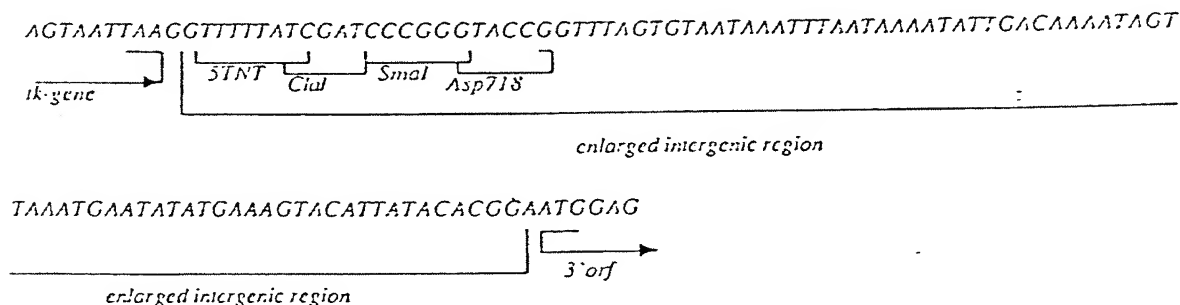 AGTAATTAAGGTTTTTATCGATCCCGGGTACCGGTTTAGTGTAATAAATTTAATAAAATATTGACAAAATAGT
5TNT ClaI SmaI Asp718
tk-gene
enlarged intergenic region
TAAATGAATATATGAAAGTACATTATACACGGAATGGAG
3`orf
enlarged intergenic region